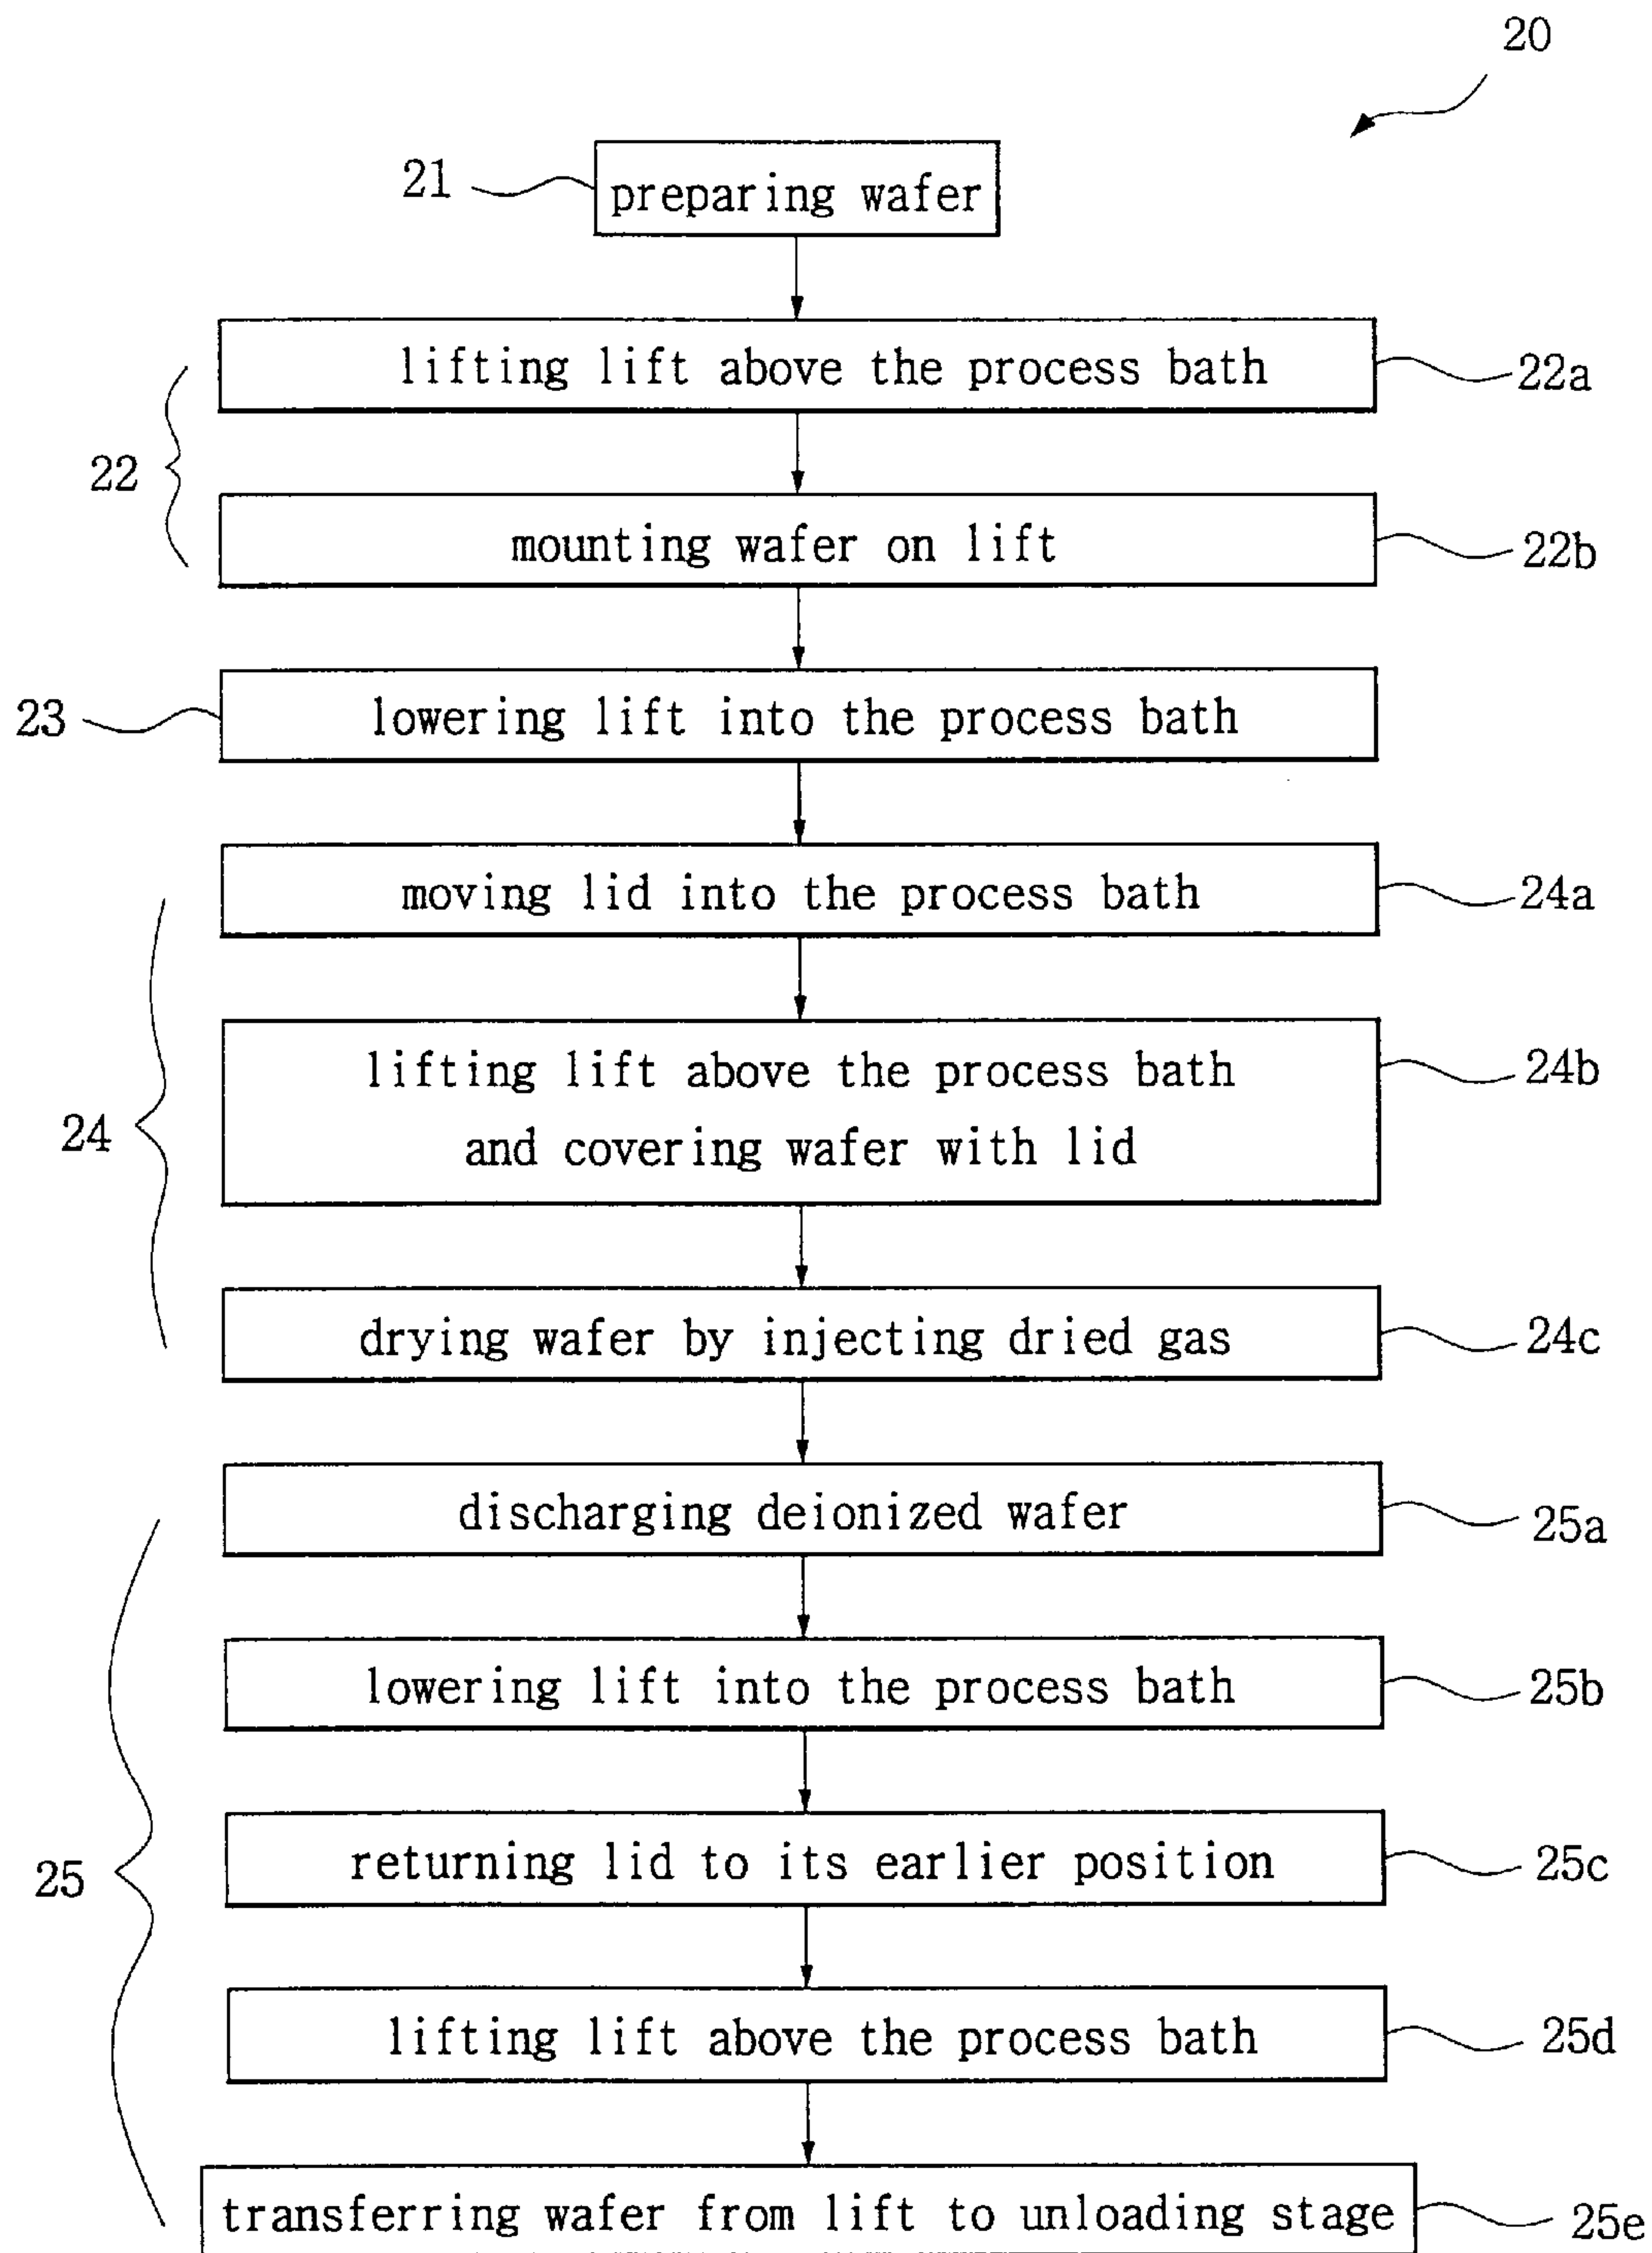 20
21
preparing wafer
lifting lift above the process bath
22a
22
mounting wafer on lift
22b
23
lowering lift into the process bath
moving lid into the process bath
24a
lifting lift above the process bath
and covering wafer with lid
24b
24
drying wafer by injecting dried gas
24c
discharging deionized wafer
25a
lowering lift into the process bath
25b
returning lid to its earlier position
25c
25
lifting lift above the process bath
25d
transferring wafer from lift to unloading stage
25e